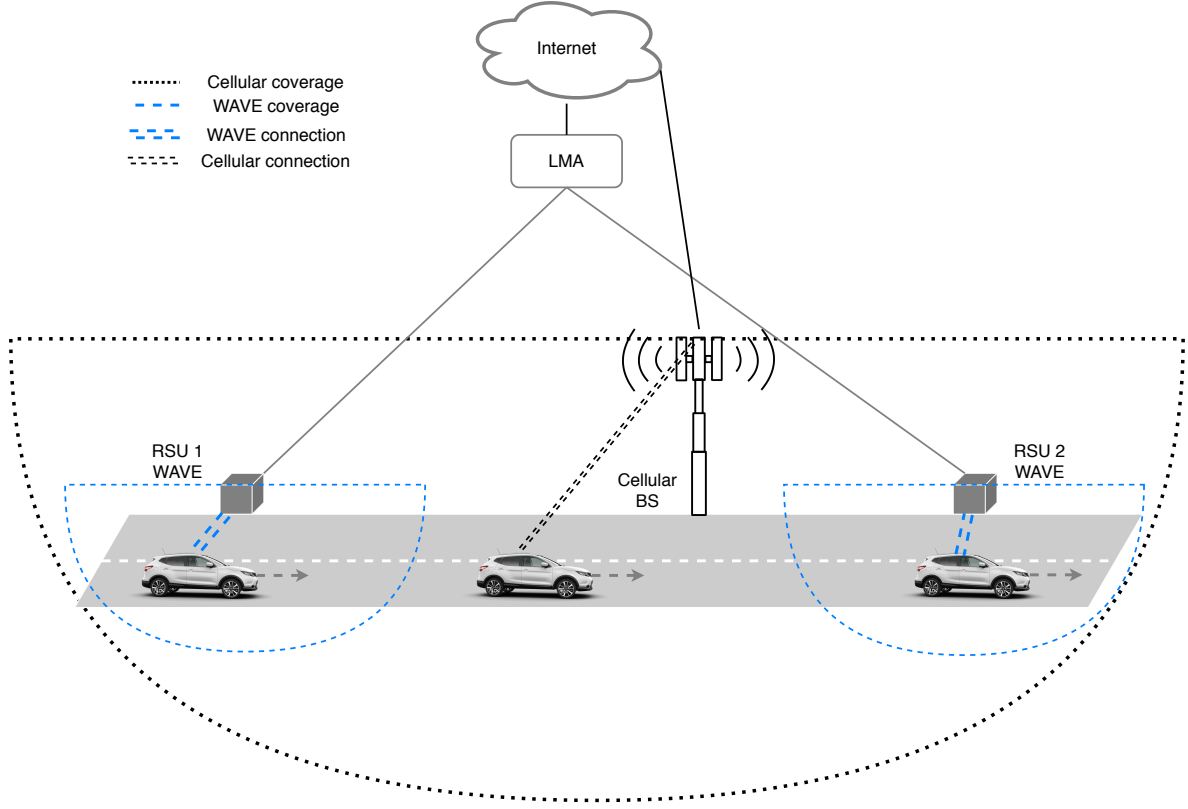 Internet
Cellular coverage
WAVE coverage
WAVE connection
Cellular connection
LMA
RSU 1
WAVE
RSU 2
WAVE
Cellular
BS